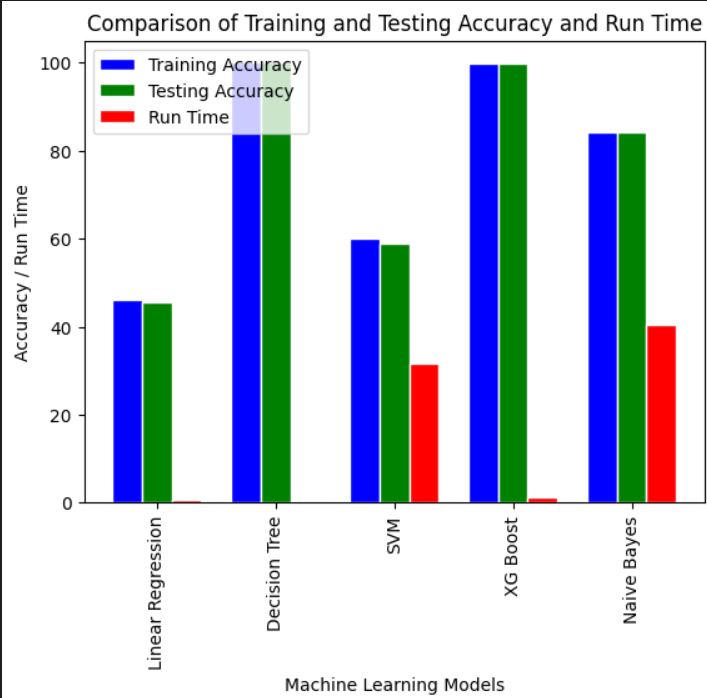 Comparison of Training and Testing Accuracy and Run Time
Training Accuracy
Testing Accuracy
Run Time
100
80
60
40
20
0
Accuracy / Run Time
Linear Regression
Decision Tree
SVM
XG Boost
Naive Bayes
Machine Learning Models